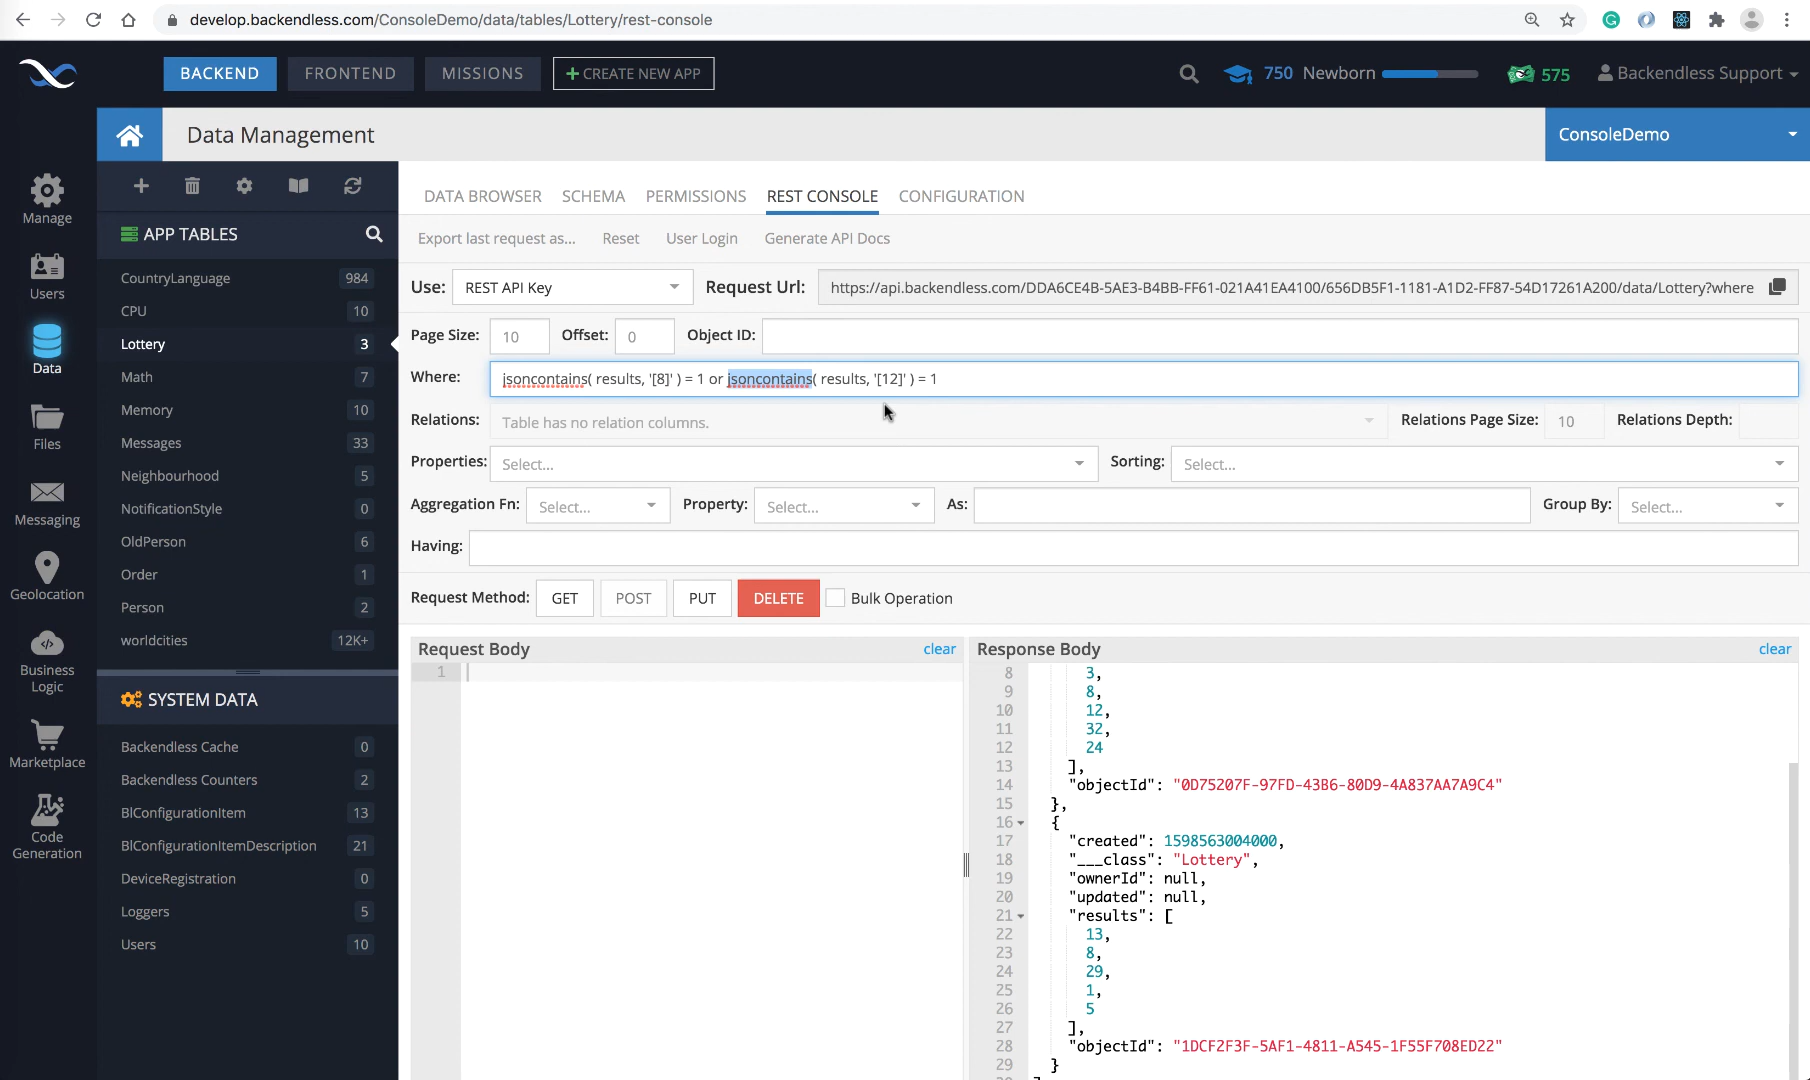 develop.backendless.com/ConsoleDemo/data/tables/Lottery/rest-console
BACKEND FRONTEND MISSIONS +CREATE NEW APP 750 Newborn 575 Backendless Support
Data Management ConsoleDemo
Manage
Users
Data
Files
Messaging
Geolocation
Business
Logic
Marketplace
Code
Generation
APP TABLES
CountryLanguage 984
CPU 10
Lottery 3
Math 7
Memory 10
Messages 33
Neighbourhood 5
NotificationStyle 0
OldPerson 6
Order 1
Person 2
worldcities 12K+
SYSTEM DATA
Backendless Cache 0
Backendless Counters 2
BlConfigurationItem 13
BlConfigurationItemDescription 21
DeviceRegistration 0
Loggers 5
Users 10
DATA BROWSER SCHEMA PERMISSIONS REST CONSOLE CONFIGURATION
Export last request as... Reset User Login Generate API Docs
Use: REST API Key Request Url: https://api.backendless.com/DDA6CE4B-5AE3-B4BB-FF61-021A41EA4100/656DB5F1-1181-A1D2-FF87-54D17261A200/data/Lottery?where
Page Size: 10 Offset: 0 Object ID:
Where: jsoncontains( results, '[8]' ) = 1 or jsoncontains( results, '[12]' ) = 1
Relations: Table has no relation columns. Relations Page Size: 10 Relations Depth:
Properties: Select... Sorting: Select...
Aggregation Fn: Select... Property: Select... As: Group By: Select...
Having:
Request Method: GET POST PUT DELETE Bulk Operation
Request Body clear
1
Response Body clear
8 3,
9 8,
10 12,
11 32,
12 24
13 ],
14 "objectId": "0D75207F-97FD-43B6-80D9-4A837AA7A9C4"
15 },
16 {
17 "created": 1598563004000,
18 "___class": "Lottery",
19 "ownerId": null,
20 "updated": null,
21 "results": [
22 13,
23 8,
24 29,
25 1,
26 5
27 ],
28 "objectId": "1DCF2F3F-5AF1-4811-A545-1F55F708ED22"
29 }